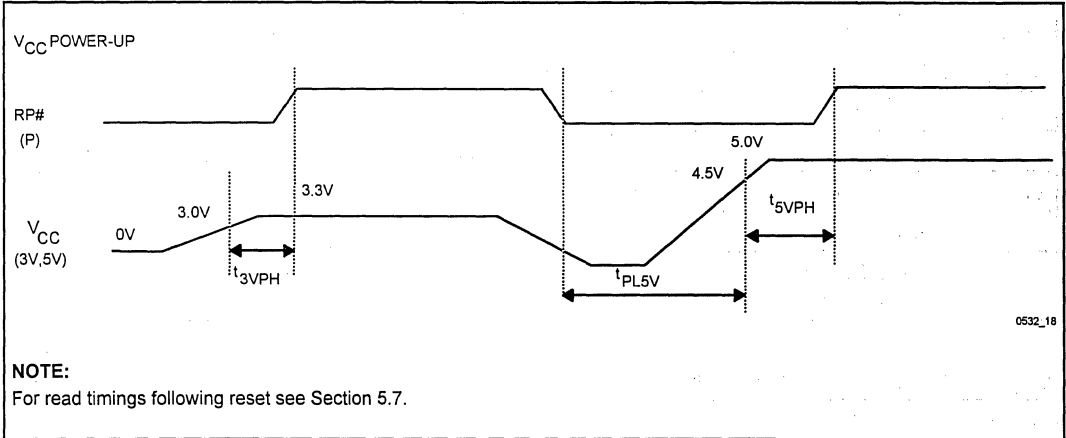 VCC POWER-UP
RP#
(P)
5.0V
4.5V
3.3V
3.0V
t5VPH
VCC
(3V,5V)
0V
t3VPH
tPL5V
0532_18
NOTE:
For read timings following reset see Section 5.7.